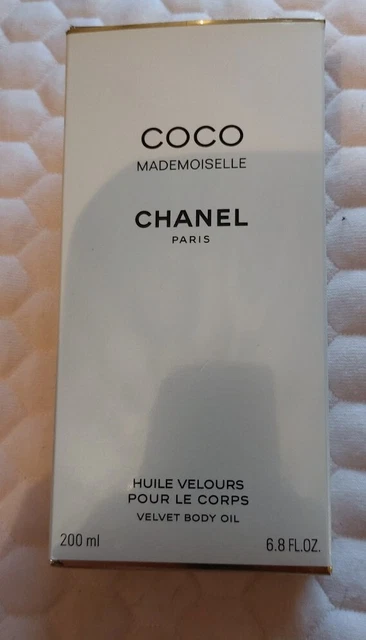 COCO
MADEMOISELLE
CHANEL
PARIS
HUILE VELOURS
POUR LE CORPS
VELVET BODY OIL
200 ml 6.8 FL.OZ.